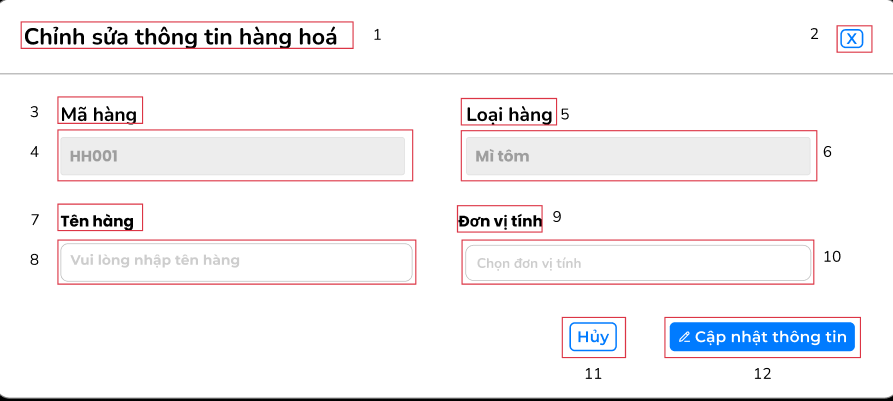 Chỉnh sửa thông tin hàng hoá 1 2 X
3 Mã hàng Loại hàng 5
4 HH001 Mì tôm 6
7 Tên hàng Đơn vị tính 9
8 Vui lòng nhập tên hàng Chọn đơn vị tính 10
Hủy Cập nhật thông tin
11 12